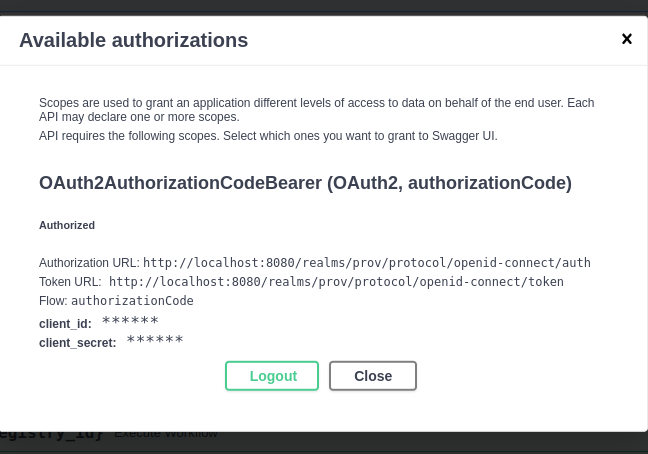 Available authorizations
Scopes are used to grant an application different levels of access to data on behalf of the end user. Each
API may declare one or more scopes.
API requires the following scopes. Select which ones you want to grant to Swagger UI.
OAuth2AuthorizationCodeBearer (OAuth2, authorizationCode)
Authorized
Authorization URL: http://localhost:8080/realms/prov/protocol/openid-connect/auth
Token URL: http://localhost:8080/realms/prov/protocol/openid-connect/token
Flow: authorizationCode
client_id: ******
client_secret: ******
Logout Close
egistry_id} Execute Workflow